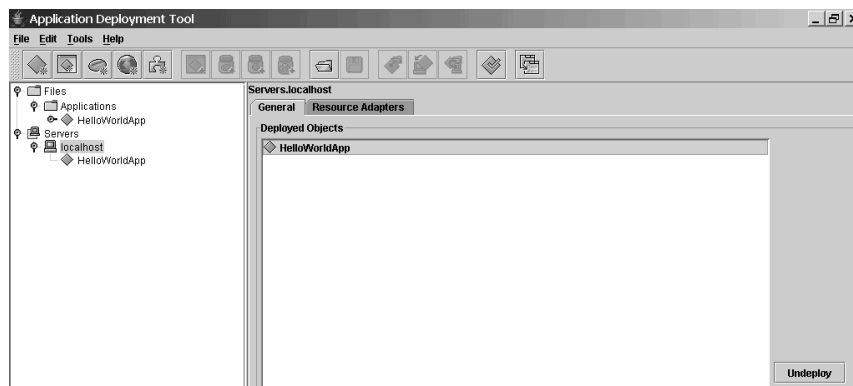 Application Deployment Tool
File Edit Tools Help
Files
Applications
HelloWorldApp
Servers
localhost
HelloWorldApp
Servers.localhost
General Resource Adapters
Deployed Objects
HelloWorldApp
Undeploy